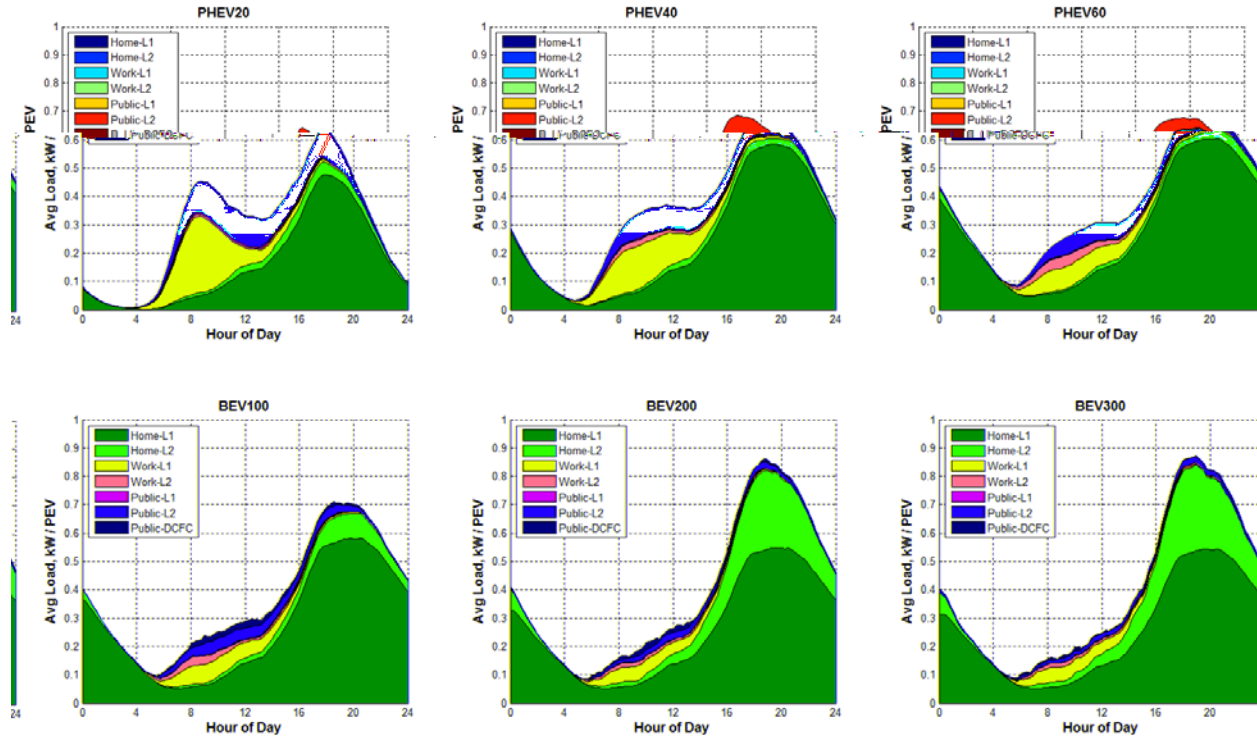 PHEV20
1
0.9
0.8
0.7
0.6
0.5
0.4
0.3
0.2
0.1
0
Avg Load, kW / PEV
Home-L1
Home-L2
Work-L1
Work-L2
Public-L1
Public-L2
0
4
8
12
16
20
24
Hour of Day
PHEV40
1
0.9
0.8
0.7
0.6
0.5
0.4
0.3
0.2
0.1
0
Avg Load, kW / PEV
Home-L1
Home-L2
Work-L1
Work-L2
Public-L1
Public-L2
0
4
8
12
16
20
24
Hour of Day
PHEV60
1
0.9
0.8
0.7
0.6
0.5
0.4
0.3
0.2
0.1
0
Avg Load, kW / PEV
Home-L1
Home-L2
Work-L1
Work-L2
Public-L1
Public-L2
0
4
8
12
16
20
Hour of Day
24
BEV100
1
0.9
0.8
0.7
0.6
0.5
0.4
0.3
0.2
0.1
0
Avg Load, kW / PEV
Home-L1
Home-L2
Work-L1
Work-L2
Public-L1
Public-L2
Public-DCFC
0
4
8
12
16
20
24
Hour of Day
BEV200
1
0.9
0.8
0.7
0.6
0.5
0.4
0.3
0.2
0.1
0
Avg Load, kW / PEV
Home-L1
Home-L2
Work-L1
Work-L2
Public-L1
Public-L2
Public-DCFC
0
4
8
12
16
20
24
Hour of Day
BEV300
1
0.9
0.8
0.7
0.6
0.5
0.4
0.3
0.2
0.1
0
Avg Load, kW / PEV
Home-L1
Home-L2
Work-L1
Work-L2
Public-L1
Public-L2
Public-DCFC
0
4
8
12
16
20
Hour of Day
24